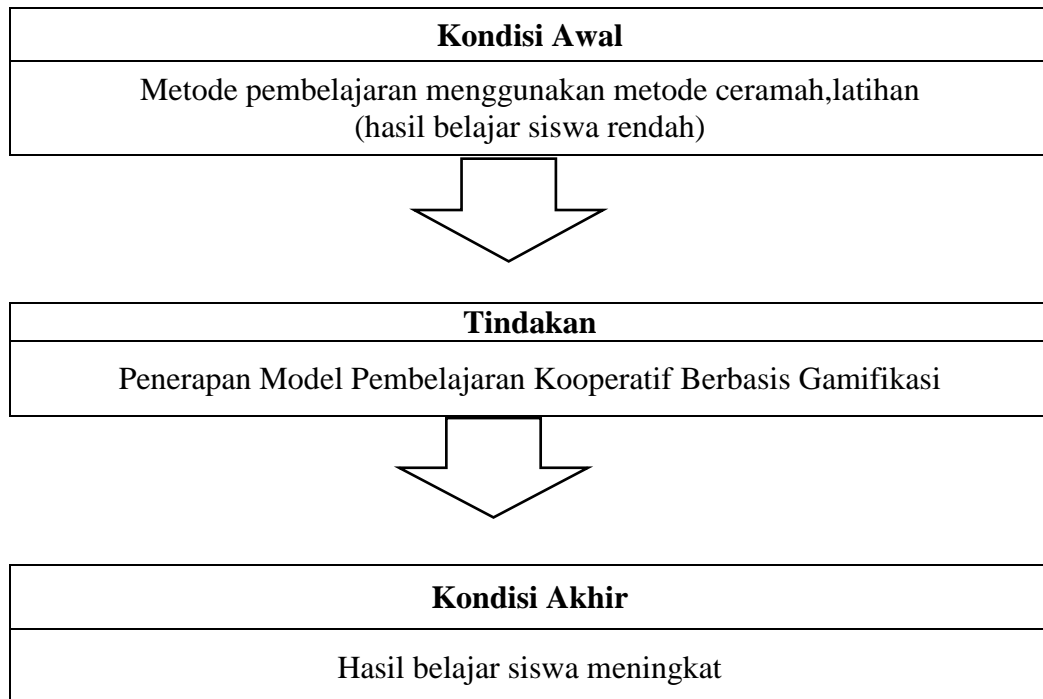 Kondisi Awal
Metode pembelajaran menggunakan metode ceramah,latihan
(hasil belajar siswa rendah)
Tindakan
Penerapan Model Pembelajaran Kooperatif Berbasis Gamifikasi
Kondisi Akhir
Hasil belajar siswa meningkat